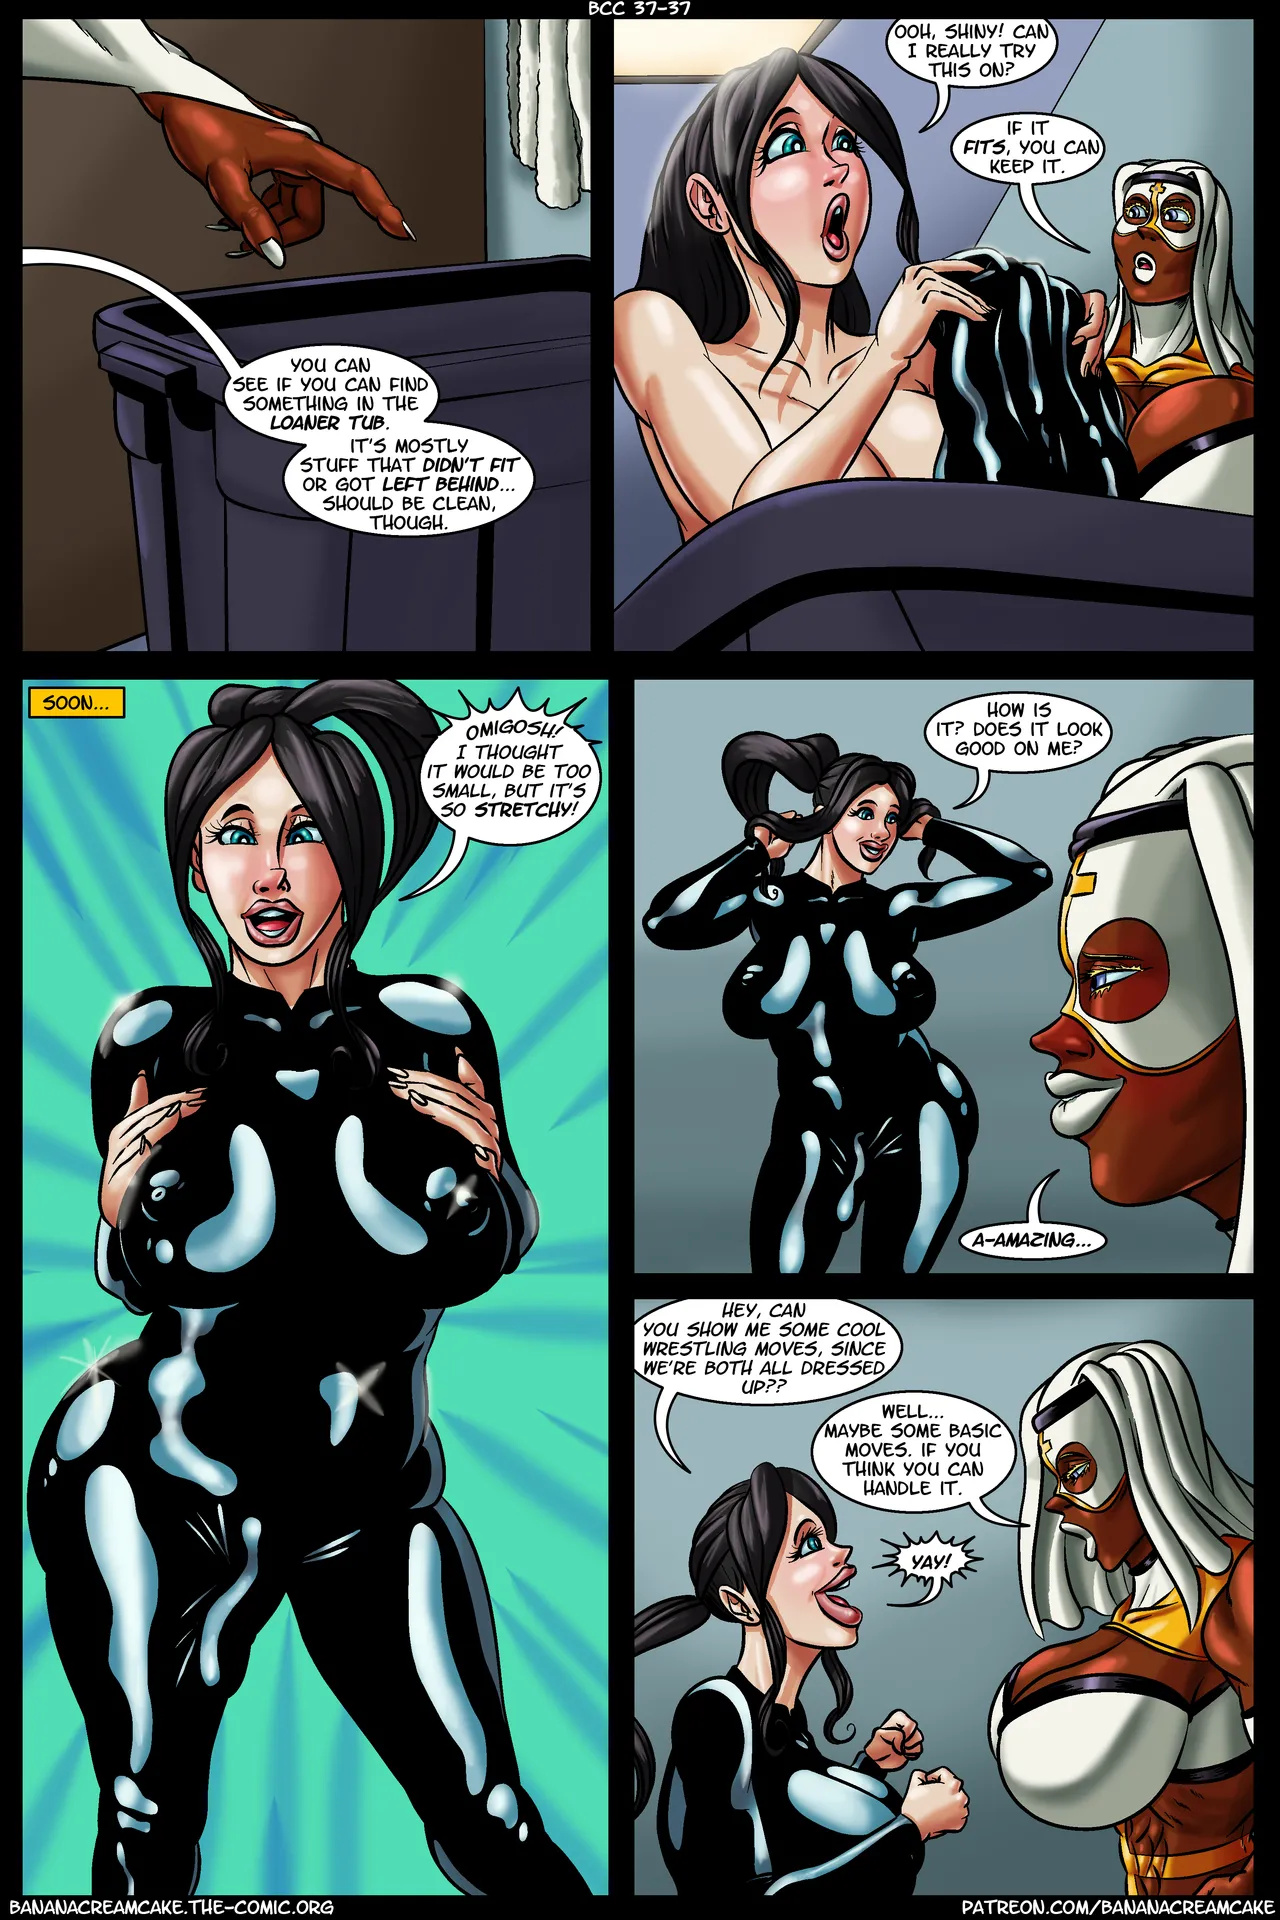 BCC 37-37
YOU CAN
SEE IF YOU CAN FIND
SOMETHING IN THE
LOANER TUB.
IT'S MOSTLY
STUFF THAT DIDN'T FIT
OR GOT LEFT BEHIND...
SHOULD BE CLEAN,
THOUGH.
OOH, SHINY! CAN
I REALLY TRY
THIS ON?
IF IT
FITS, YOU CAN
KEEP IT.
SOON...
OMIGOSH!
I THOUGHT
IT WOULD BE TOO
SMALL, BUT IT'S
SO STRETCHY!
HOW IS
IT? DOES IT LOOK
GOOD ON ME?
A-AMAZING...
HEY, CAN
YOU SHOW ME SOME COOL
WRESTLING MOVES, SINCE
WE'RE BOTH ALL DRESSED
UP??
WELL...
MAYBE SOME BASIC
MOVES. IF YOU
THINK YOU CAN
HANDLE IT.
YAY!
BANANACREAMCAKE.THE-COMIC.ORG
PATREON.COM/BANANACREAMCAKE